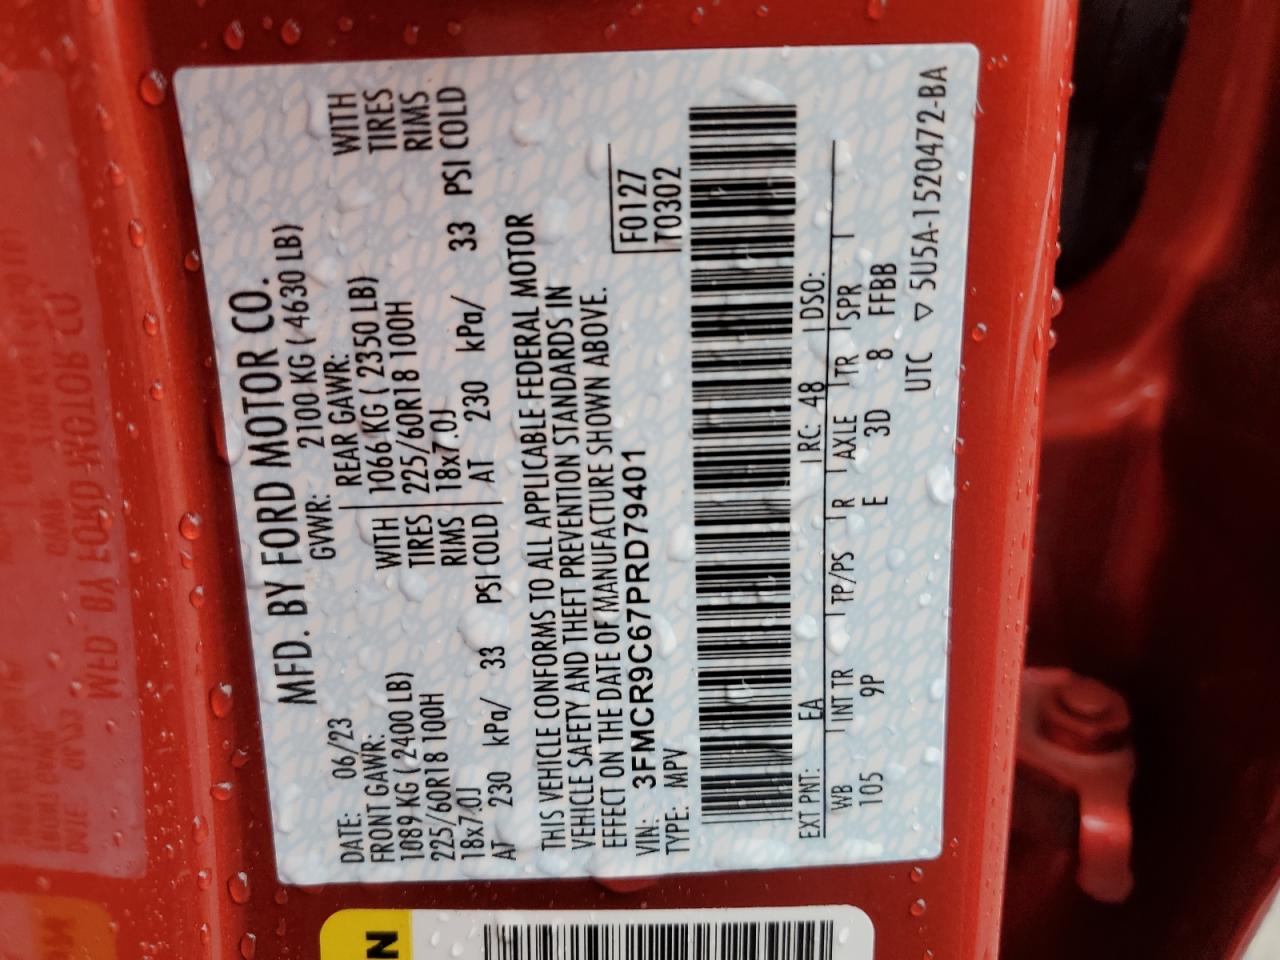 MFD. BY FORD MOTOR CO.
DATE: 06/23 GVWR: 2100 KG ( 4630 LB)
FRONT GAWR: REAR GAWR:
1089 KG ( 2400 LB) WITH 1066 KG ( 2350 LB) WITH
225/60R18 100H TIRES 225/60R18 100H TIRES
18x7.0J RIMS 18x7.0J RIMS
AT 230 kPa/ 33 PSI COLD AT 230 kPa/ 33 PSI COLD
THIS VEHICLE CONFORMS TO ALL APPLICABLE FEDERAL MOTOR
VEHICLE SAFETY AND THEFT PREVENTION STANDARDS IN
EFFECT ON THE DATE OF MANUFACTURE SHOWN ABOVE.
VIN: 3FMCR9C67PRD79401 F0127
TYPE: MPV T0302
EXT PNT: EA RC: 48 DSO:
WB INT TR TP/PS R AXLE TR SPR
105 9P E 3D 8 FFBB
UTC ▽ 5U5A-1520472-BA
N